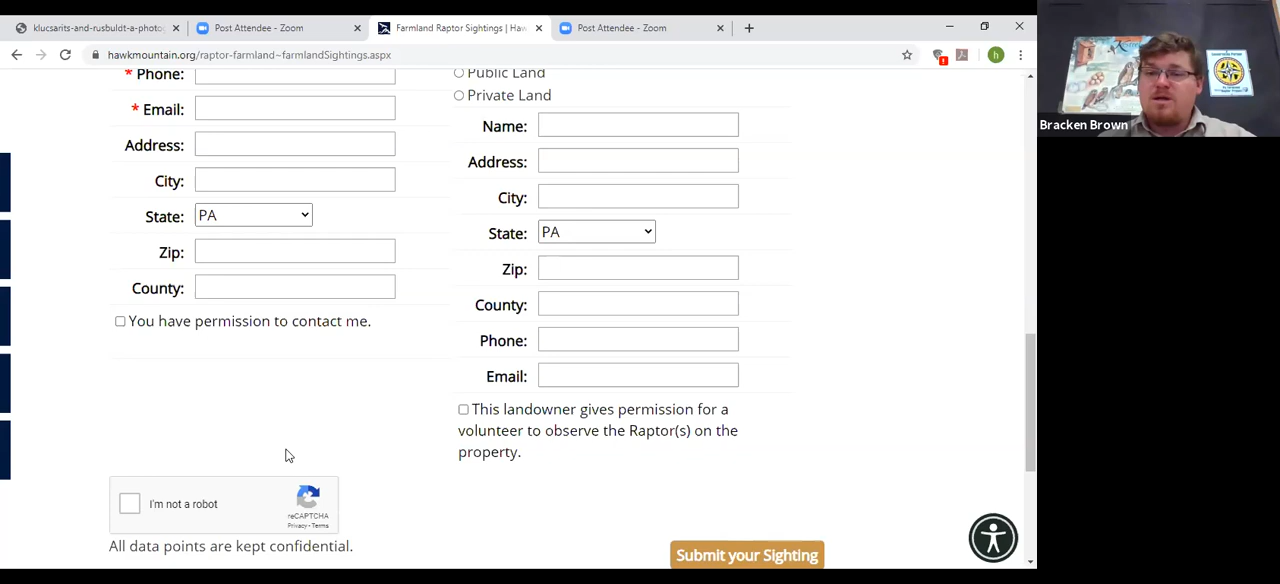 klucsarits-and-rusbuldt-a-photog
Post Attendee - Zoom
Farmland Raptor Sightings | Haw
Post Attendee - Zoom
hawkmountain.org/raptor-farmland~farmlandSightings.aspx
h
* Phone:
* Email:
Address:
City:
State: PA
Zip:
County:
You have permission to contact me.
Public Land
Private Land
Name:
Address:
City:
State: PA
Zip:
County:
Phone:
Email:
This landowner gives permission for a
volunteer to observe the Raptor(s) on the
property.
I'm not a robot
reCAPTCHA
Privacy - Terms
All data points are kept confidential.
Submit your Sighting
Bracken Brown